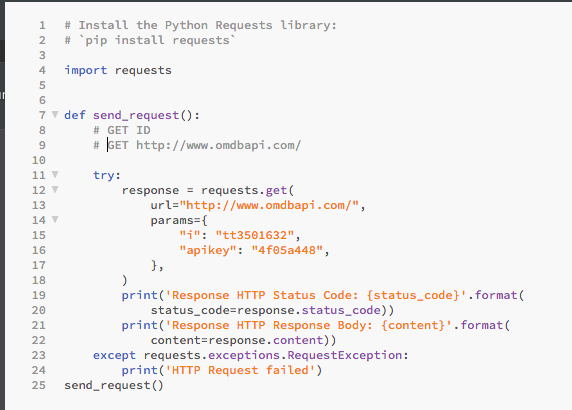 1 # Install the Python Requests library:
2 # `pip install requests`
3
4 import requests
5
6
7 def send_request():
8     # GET ID
9     # GET http://www.omdbapi.com/
10
11     try:
12         response = requests.get(
13             url="http://www.omdbapi.com/",
14             params={
15                 "i": "tt3501632",
16                 "apikey": "4f05a448",
17             },
18         )
19         print('Response HTTP Status Code: {status_code}'.format(
20             status_code=response.status_code))
21         print('Response HTTP Response Body: {content}'.format(
22             content=response.content))
23     except requests.exceptions.RequestException:
24         print('HTTP Request failed')
25 send_request()